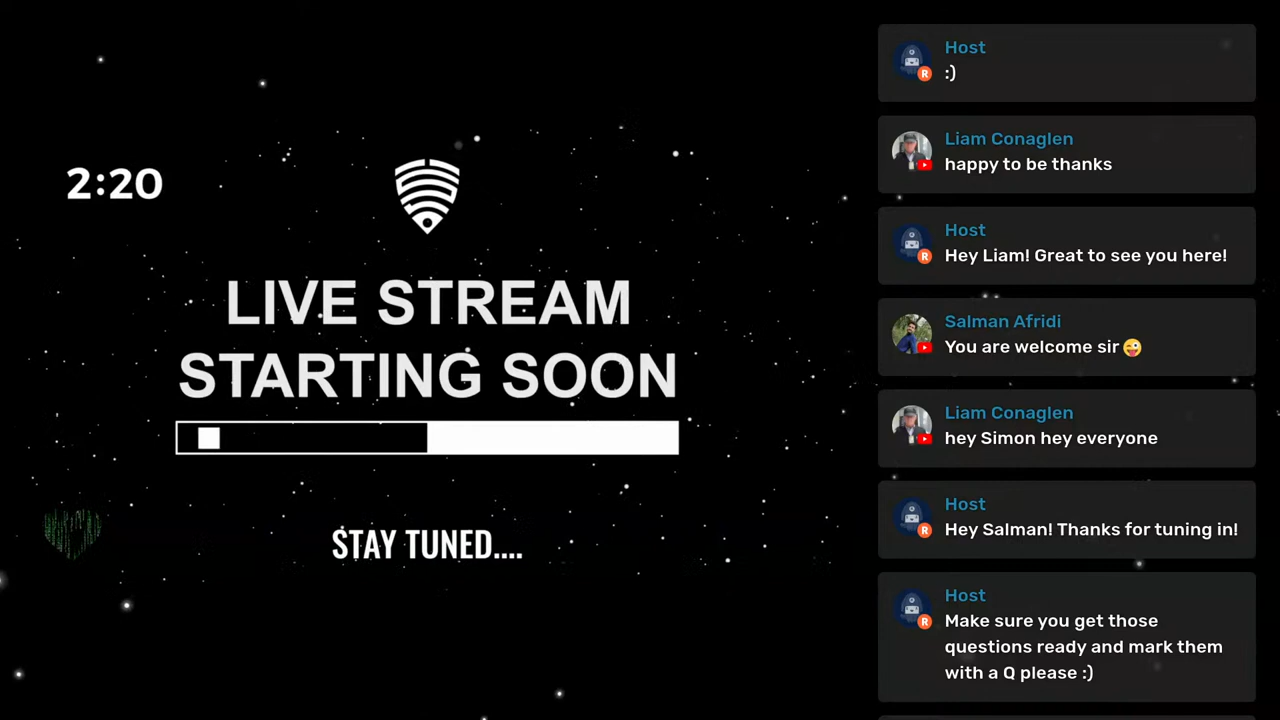 2:20
LIVE STREAM
STARTING SOON
STAY TUNED....
Host
:)
Liam Conaglen
happy to be thanks
Host
Hey Liam! Great to see you here!
Salman Afridi
You are welcome sir😜
Liam Conaglen
hey Simon hey everyone
Host
Hey Salman! Thanks for tuning in!
Host
Make sure you get those
questions ready and mark them
with a Q please :)